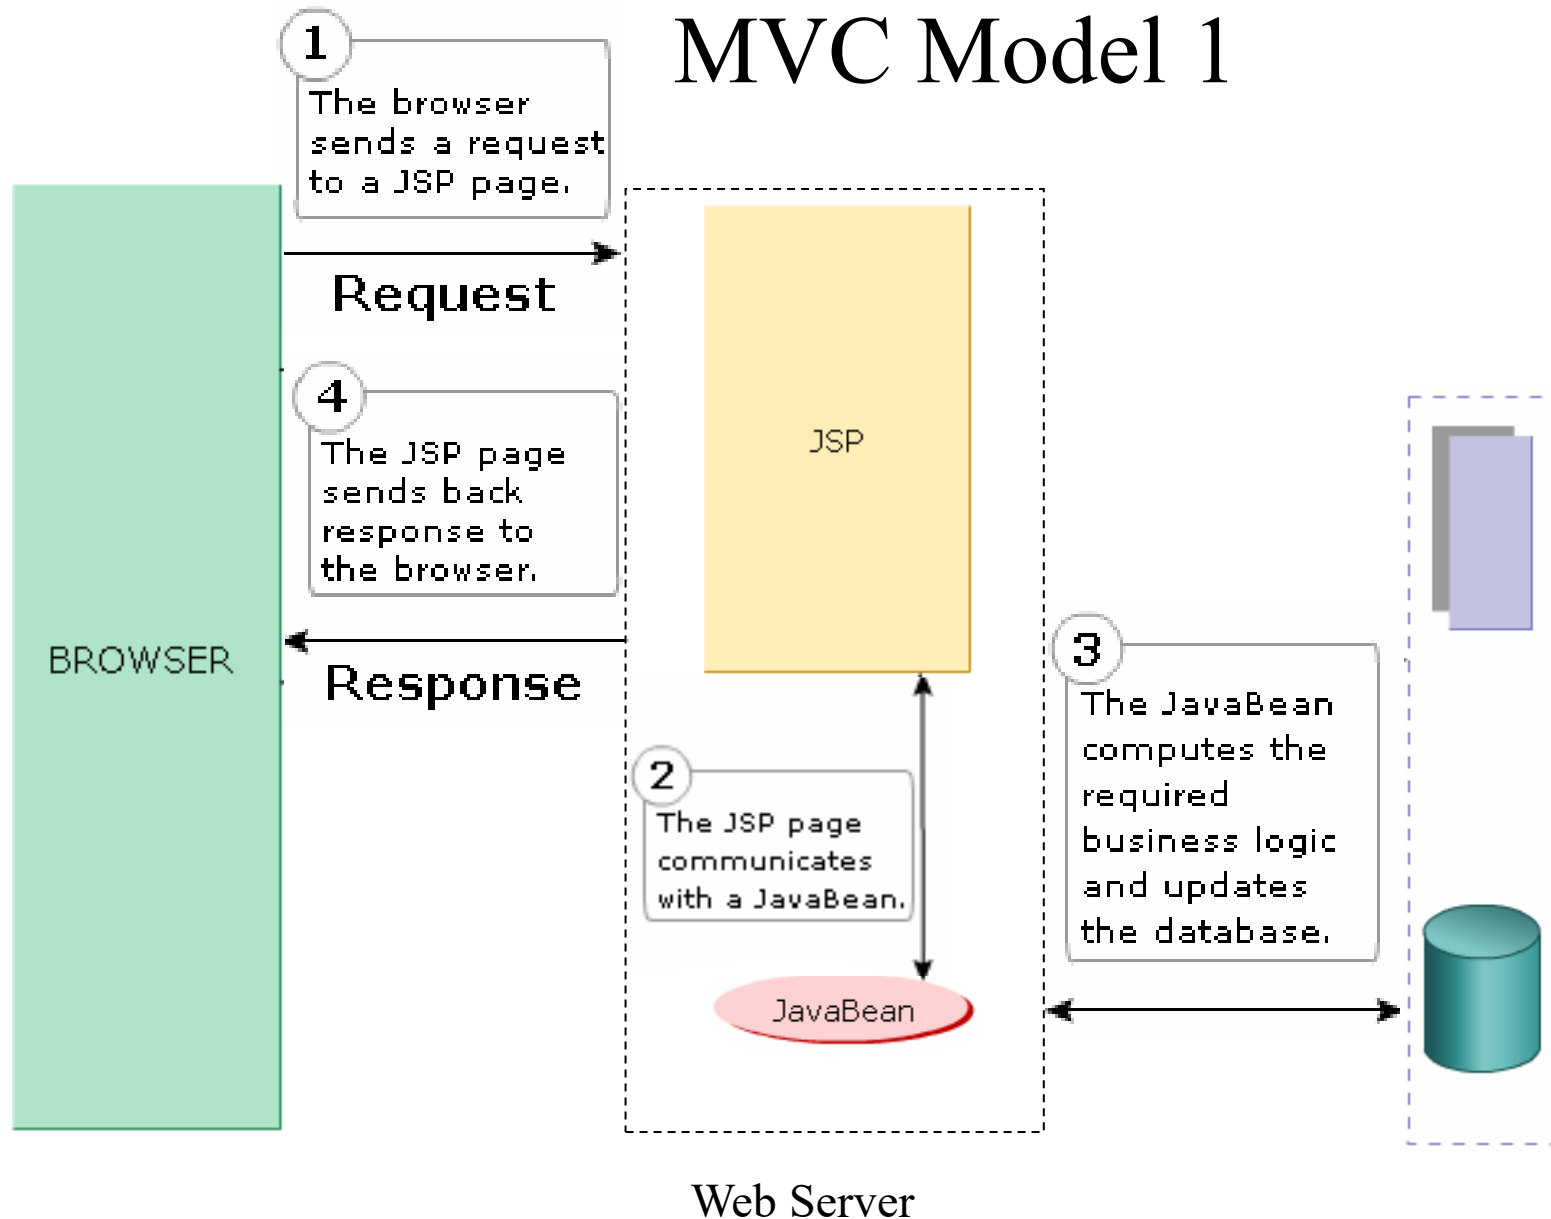 MVC Model 1
1
The browser
sends a request
to a JSP page.
Request
4
The JSP page
sends back
response to
the browser.
Response
BROWSER
JSP
2
The JSP page
communicates
with a JavaBean.
JavaBean
3
The JavaBean
computes the
required
business logic
and updates
the database.
Web Server